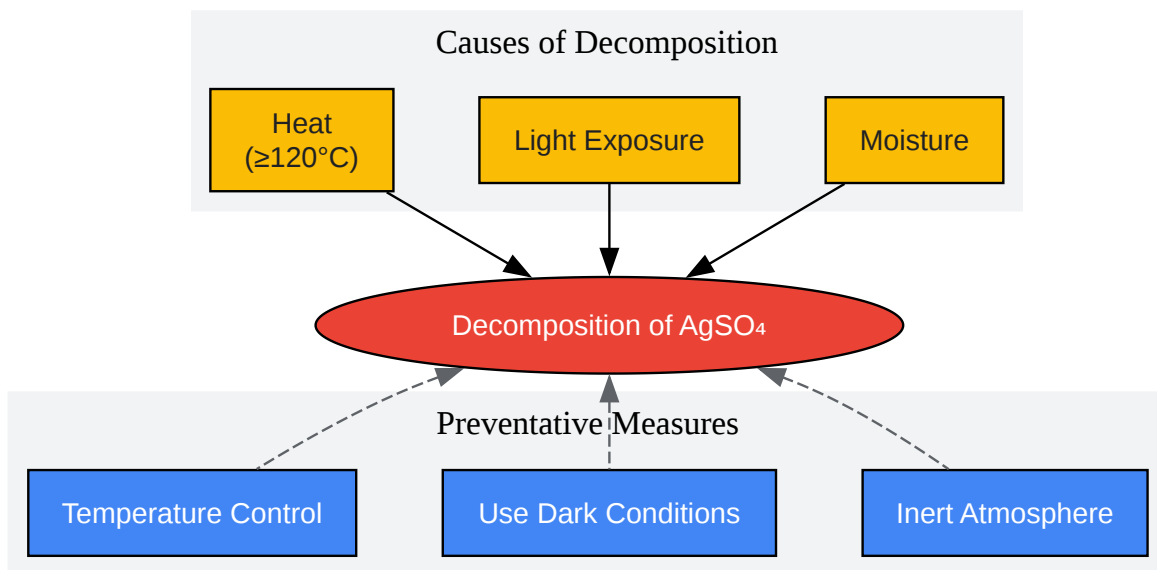 Causes of Decomposition
Heat
(≥120°C)
Light Exposure
Moisture
Decomposition of AgSO₄
Preventative Measures
Temperature Control
Use Dark Conditions
Inert Atmosphere